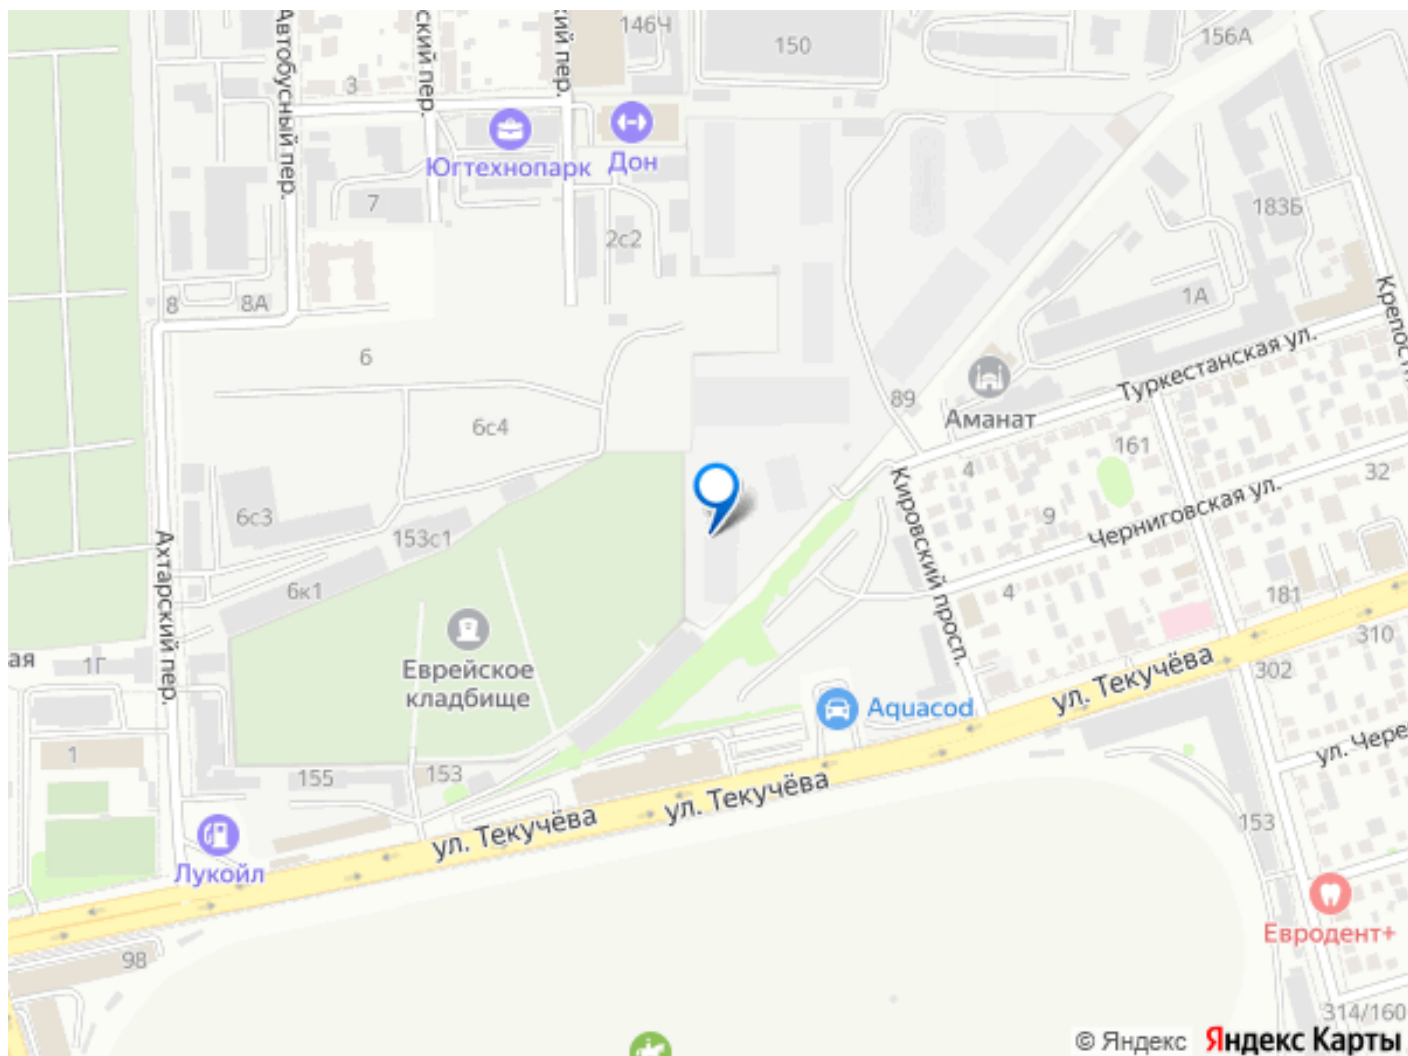 146Ч
150
156А
Автобусный пер.
ский пер.
кий пер.
3
Югтехнопарк
Дон
7
2с2
183Б
8
8А
1А
Крепост
6
Туркестанская ул.
89
Аманат
6с4
161
4
32
Кировский просп.
Черниговская ул.
9
6с3
153с1
Ахтарский пер.
6к1
4
181
310
ая
1Г
Еврейское
кладбище
302
ул. Текучёва
Aquacod
1
155
153
ул. Чере
ул. Текучёва
ул. Текучёва
153
Лукойл
Евродент+
98
314/160
© Яндекс Яндекс Карты